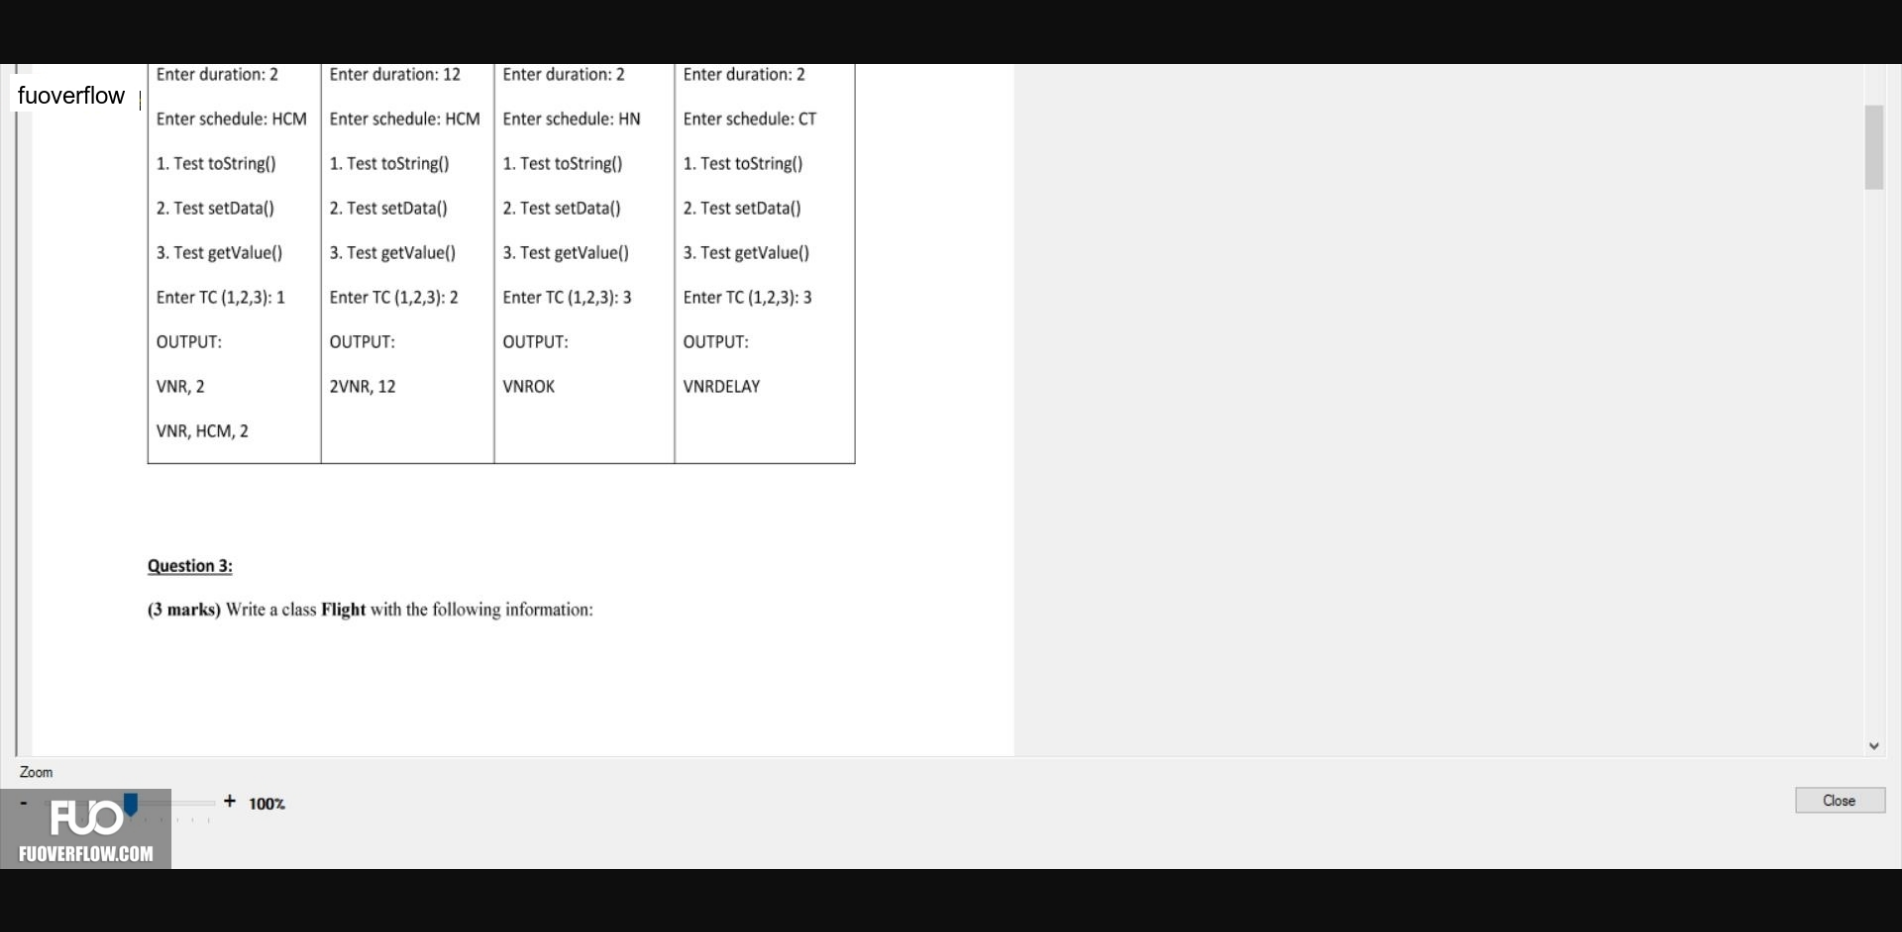 fuoverflow
Enter duration: 2
Enter schedule: HCM
1. Test toString()
2. Test setData()
3. Test getValue()
Enter TC (1,2,3): 1
OUTPUT:
VNR, 2
VNR, HCM, 2
Enter duration: 12
Enter schedule: HCM
1. Test toString()
2. Test setData()
3. Test getValue()
Enter TC (1,2,3): 2
OUTPUT:
2VNR, 12
Enter duration: 2
Enter schedule: HN
1. Test toString()
2. Test setData()
3. Test getValue()
Enter TC (1,2,3): 3
OUTPUT:
VNROK
Enter duration: 2
Enter schedule: CT
1. Test toString()
2. Test setData()
3. Test getValue()
Enter TC (1,2,3): 3
OUTPUT:
VNRDELAY
Question 3:
(3 marks) Write a class Flight with the following information:
Zoom
- + 100%
Close
FUO
FUOVERFLOW.COM